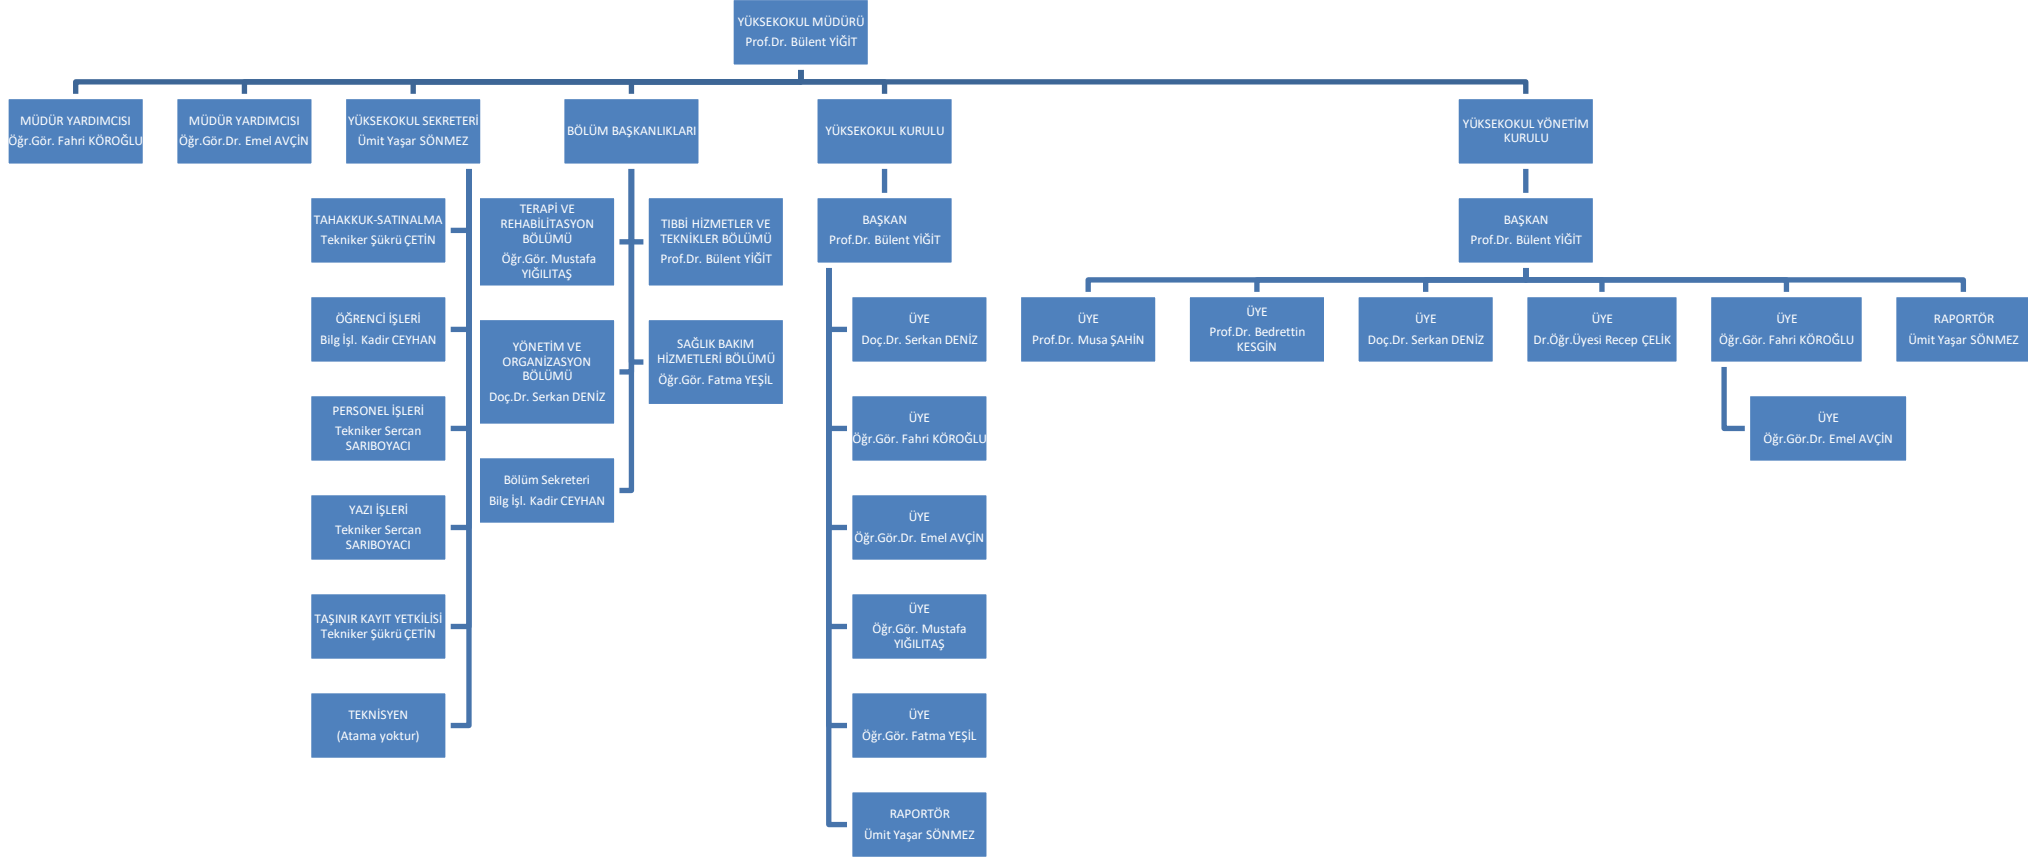 YÜKSEKOKUL MÜDÜRÜ
Prof.Dr. Bülent YİĞİT
MÜDÜR YARDIMCISI
Öğr.Gör. Fahri KÖROĞLU
MÜDÜR YARDIMCISI
Öğr.Gör.Dr. Emel AVÇİN
YÜKSEKOKUL SEKRETERİ
Ümit Yaşar SÖNMEZ
TAHAKKUK-SATINALMA
Tekniker Şükrü ÇETİN
ÖĞRENCİ İŞLERİ
Bilg İşl. Kadir CEYHAN
PERSONEL İŞLERİ
Tekniker Sercan
SARIBOYACI
YAZI İŞLERİ
Tekniker Sercan
SARIBOYACI
TAŞINIR KAYIT YETKİLİSİ
Tekniker Şükrü ÇETİN
TEKNİSYEN
(Atama yoktur)
BÖLÜM BAŞKANLIKLARI
TERAPİ VE
REHABİLİTASYON
BÖLÜMÜ
Öğr.Gör. Mustafa
YIĞILITAŞ
TIBBİ HİZMETLER VE
TEKNİKLER BÖLÜMÜ
Prof.Dr. Bülent YİĞİT
YÖNETİM VE
ORGANİZASYON
BÖLÜMÜ
Doç.Dr. Serkan DENİZ
SAĞLIK BAKIM
HİZMETLERİ BÖLÜMÜ
Öğr.Gör. Fatma YEŞİL
Bölüm Sekreteri
Bilg İşl. Kadir CEYHAN
YÜKSEKOKUL KURULU
BAŞKAN
Prof.Dr. Bülent YİĞİT
ÜYE
Doç.Dr. Serkan DENİZ
ÜYE
Öğr.Gör. Fahri KÖROĞLU
ÜYE
Öğr.Gör.Dr. Emel AVÇİN
ÜYE
Öğr.Gör. Mustafa
YIĞILITAŞ
ÜYE
Öğr.Gör. Fatma YEŞİL
RAPORTÖR
Ümit Yaşar SÖNMEZ
YÜKSEKOKUL YÖNETİM
KURULU
BAŞKAN
Prof.Dr. Bülent YİĞİT
ÜYE
Prof.Dr. Musa ŞAHİN
ÜYE
Prof.Dr. Bedrettin
KESGİN
ÜYE
Doç.Dr. Serkan DENİZ
ÜYE
Dr.Öğr.Üyesi Recep ÇELİK
ÜYE
Öğr.Gör. Fahri KÖROĞLU
ÜYE
Öğr.Gör.Dr. Emel AVÇİN
RAPORTÖR
Ümit Yaşar SÖNMEZ